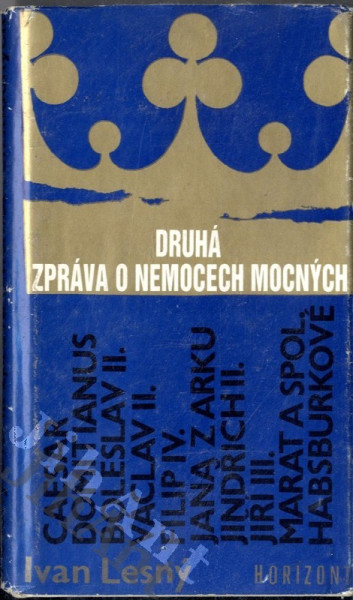 DRUHÁ
ZPRÁVA O NEMOCECH MOCNÝCH
CAESAR
DOMITIANUS
BOLESLAV II.
VÁCLAV II.
FILIP IV.
JANA Z ARKU
JINDŘICH II.
JIŘÍ III.
MARAT A SPOL.
HABSBURKOVÉ
Ivan Lesný
HORIZONT
JihAnt